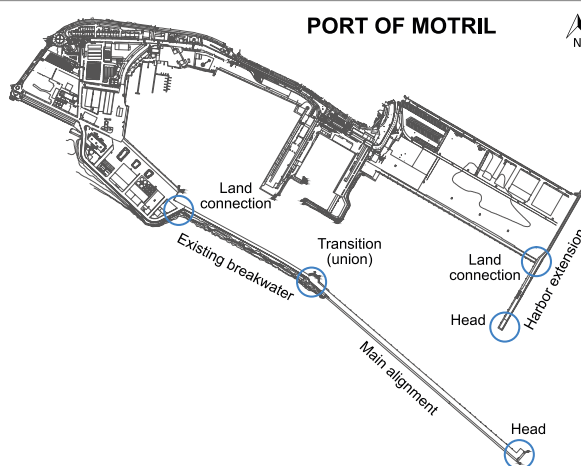 PORT OF MOTRIL
N
Land
connection
Existing breakwater
Transition
(union)
Land
connection
Harbor extension
Head
Main alignment
Head